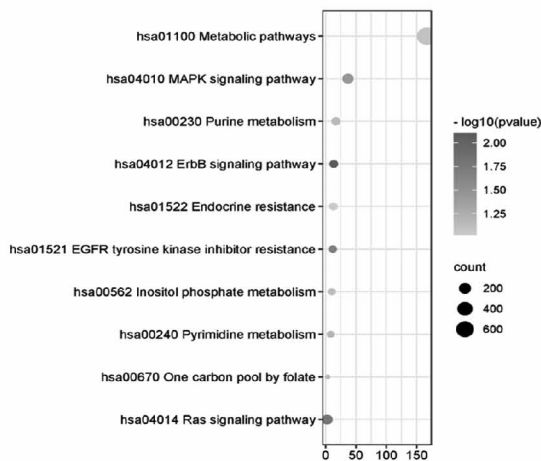 hsa01100 Metabolic pathways
hsa04010 MAPK signaling pathway
hsa00230 Purine metabolism
hsa04012 ErbB signaling pathway
hsa01522 Endocrine resistance
hsa01521 EGFR tyrosine kinase inhibitor resistance
hsa00562 Inositol phosphate metabolism
hsa00240 Pyrimidine metabolism
hsa00670 One carbon pool by folate
hsa04014 Ras signaling pathway
0 50 100 150
- log10(pvalue)
2.00
1.75
1.50
1.25
count
200
400
600